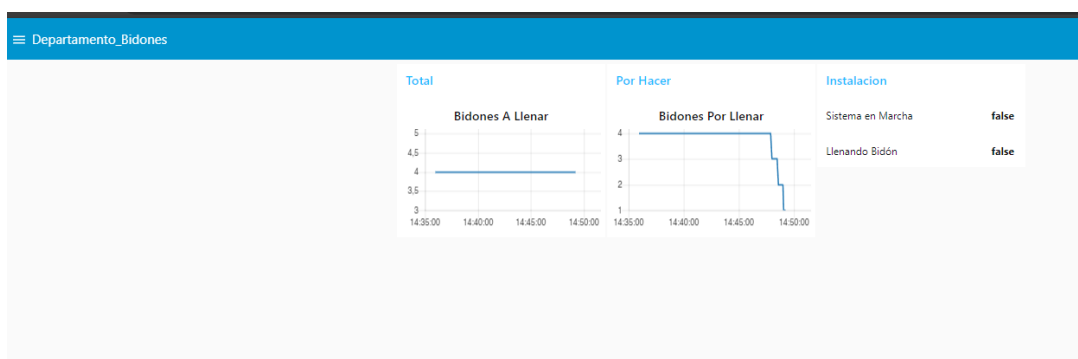 Departamento_Bidones
Total
Bidones A Llenar
5
4,5
4
3,5
3
14:35:00 14:40:00 14:45:00 14:50:00
Por Hacer
Bidones Por Llenar
4
3
2
1
14:35:00 14:40:00 14:45:00 14:50:00
Instalacion
Sistema en Marcha false
Llenando Bidón false